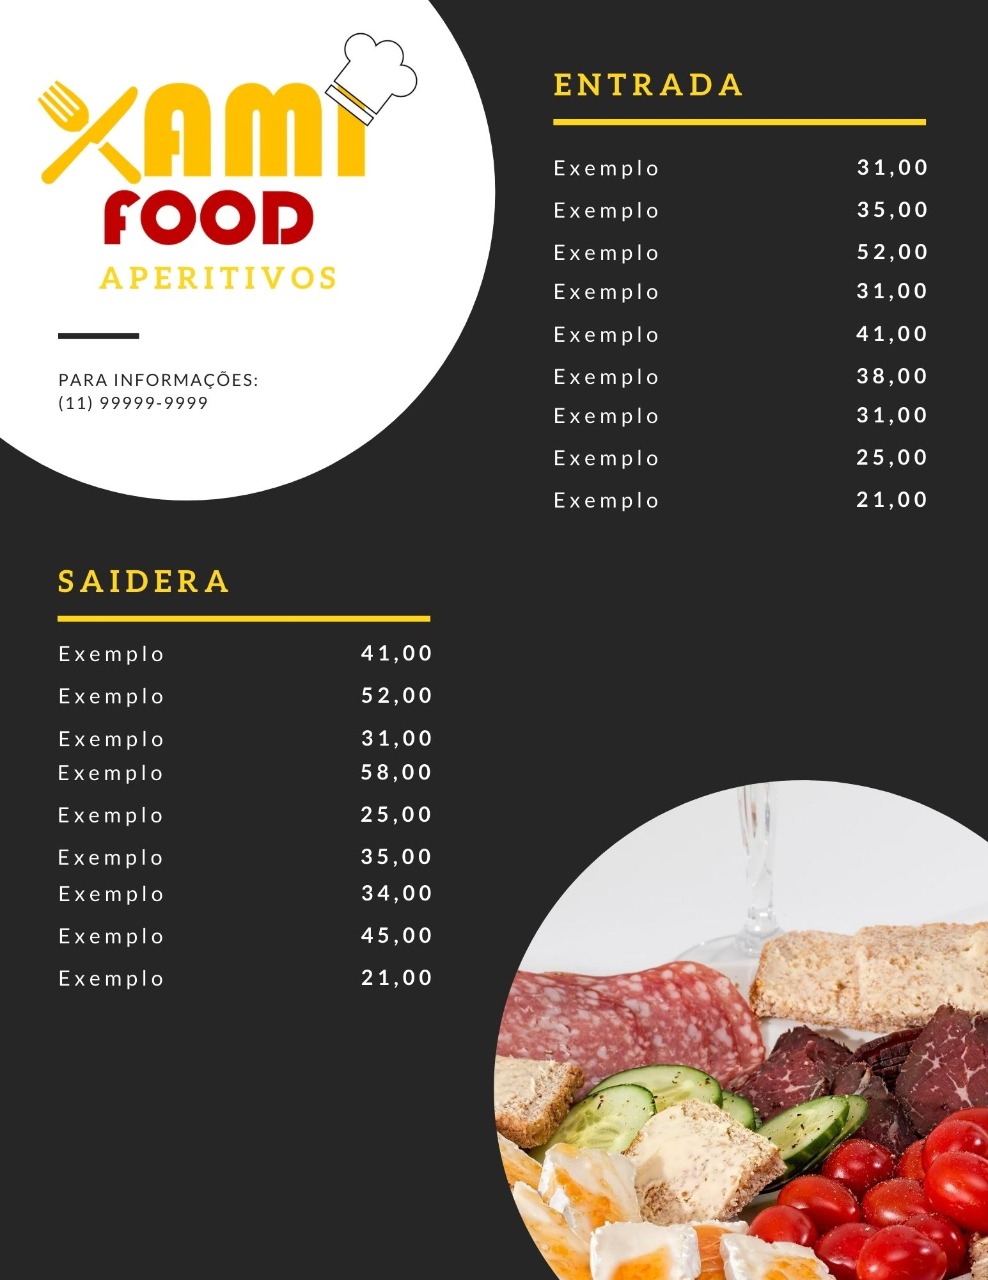 XAMI
FOOD
APERITIVOS
PARA INFORMAÇÕES:
(11) 99999-9999
ENTRADA
Exemplo 31,00
Exemplo 35,00
Exemplo 52,00
Exemplo 31,00
Exemplo 41,00
Exemplo 38,00
Exemplo 31,00
Exemplo 25,00
Exemplo 21,00
SAIDERA
Exemplo 41,00
Exemplo 52,00
Exemplo 31,00
Exemplo 58,00
Exemplo 25,00
Exemplo 35,00
Exemplo 34,00
Exemplo 45,00
Exemplo 21,00